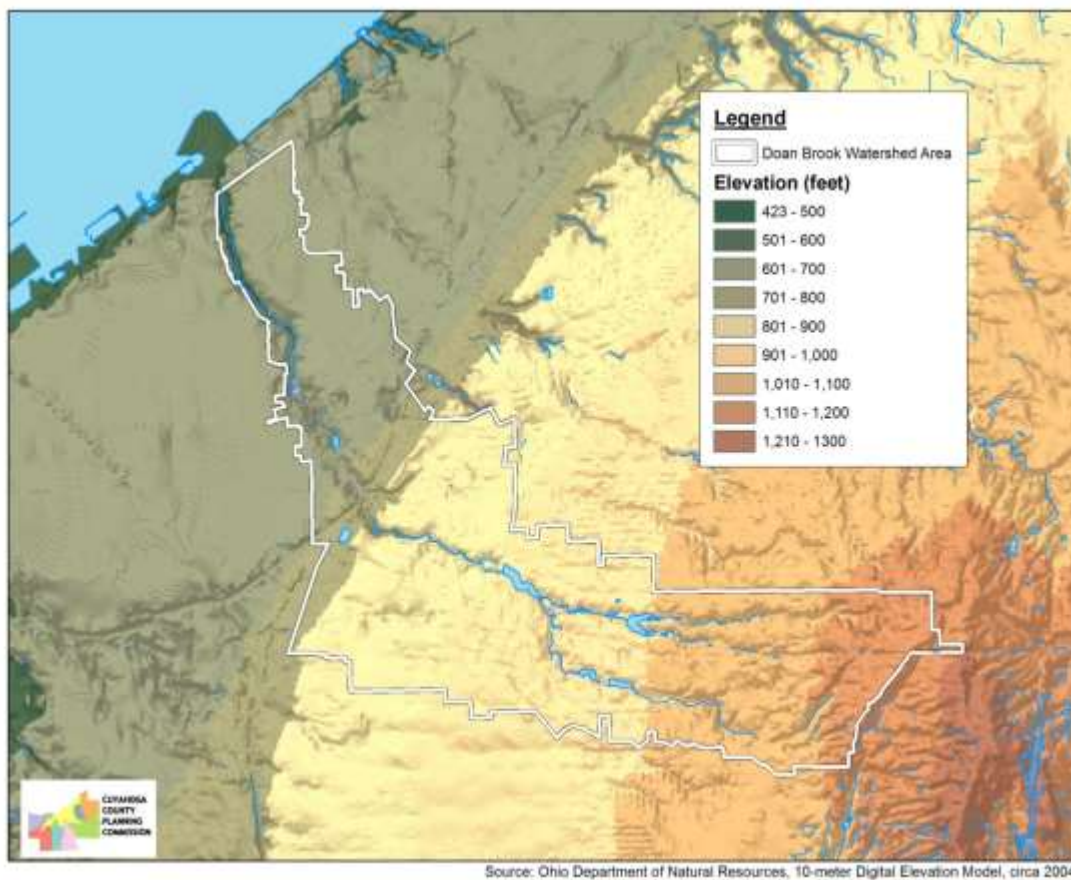 Legend
Doan Brook Watershed Area
Elevation (feet)
423 - 500
501 - 600
601 - 700
701 - 800
801 - 900
901 - 1,000
1,010 - 1,100
1,110 - 1,200
1,210 - 1300
CUYAHOGA
COUNTY
PLANNING
COMMISSION
Source: Ohio Department of Natural Resources, 10-meter Digital Elevation Model, circa 2004